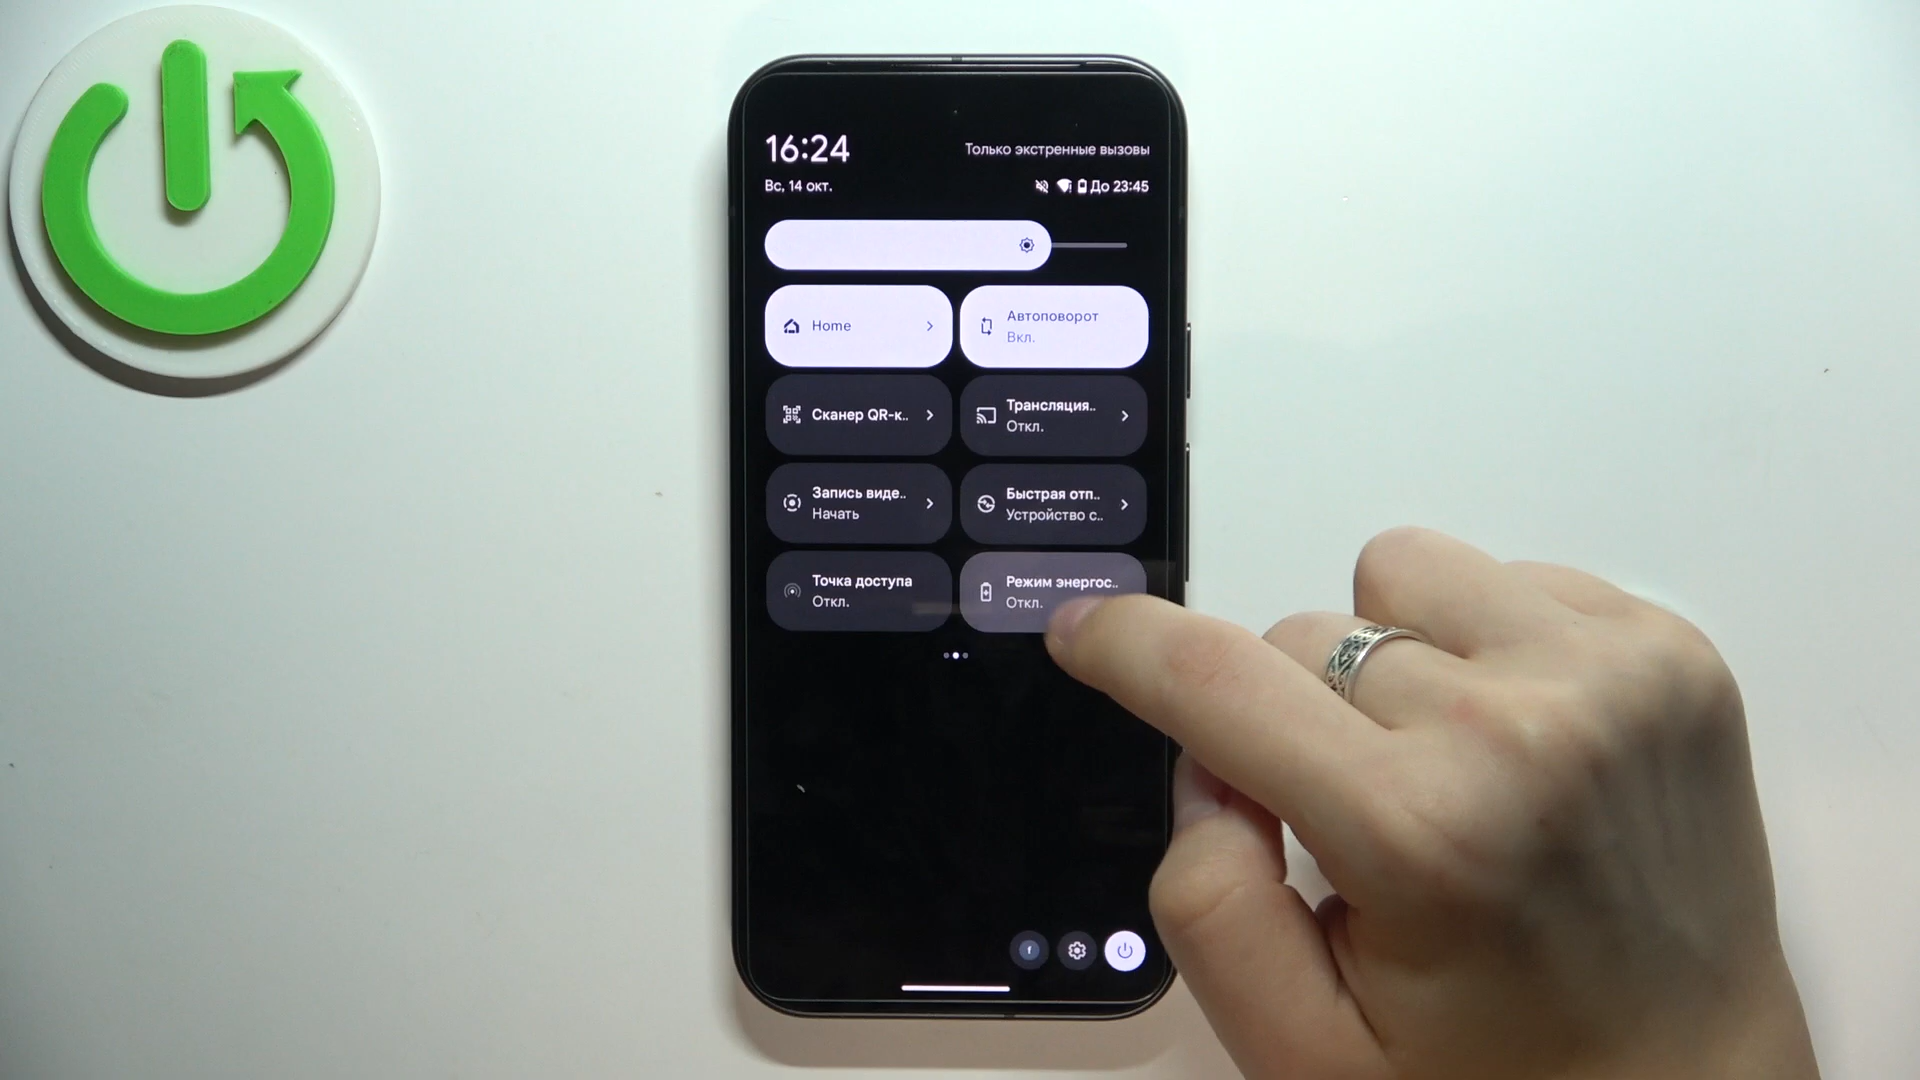 16:24
Только экстренные вызовы
Вс, 14 окт.
До 23:45
Home
Автоповорот
Вкл.
Сканер QR-к..
Трансляция..
Откл.
Запись виде..
Начать
Быстрая отп..
Устройство с..
Точка доступа
Откл.
Режим энергос..
Откл.
f